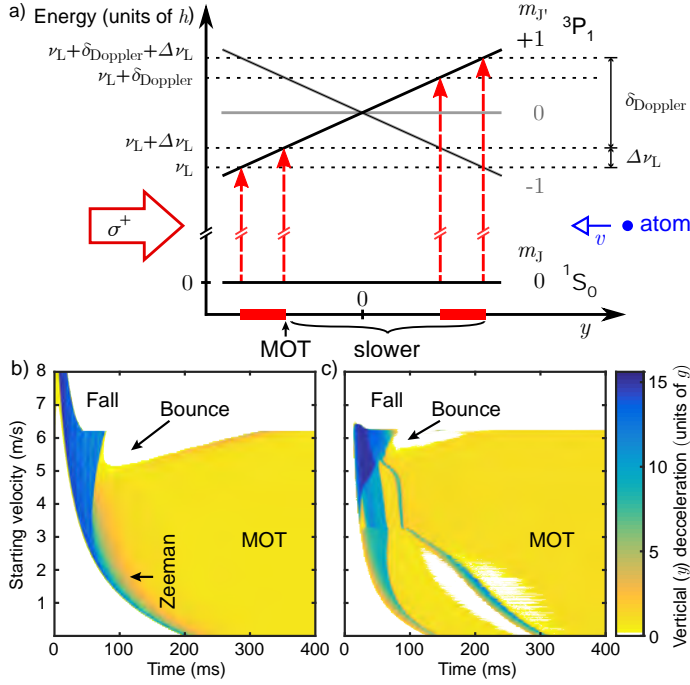 a) Energy (units of h)
m_J' ³P₁
+1
ν_L+δ_Doppler+Δν_L
ν_L+δ_Doppler
0
δ_Doppler
ν_L+Δν_L
ν_L
Δν_L
-1
σ⁺
v
atom
m_J
0
0 ¹S₀
0
y
MOT
slower
b)
c)
Fall
Bounce
Zeeman
MOT
Starting velocity (m/s)
8
7
6
5
4
3
2
1
0 100 200 300 400
Time (ms)
Fall
Bounce
MOT
0 100 200 300 400
Time (ms)
15
10
5
0
Verticial (y) decceleration (units of g)